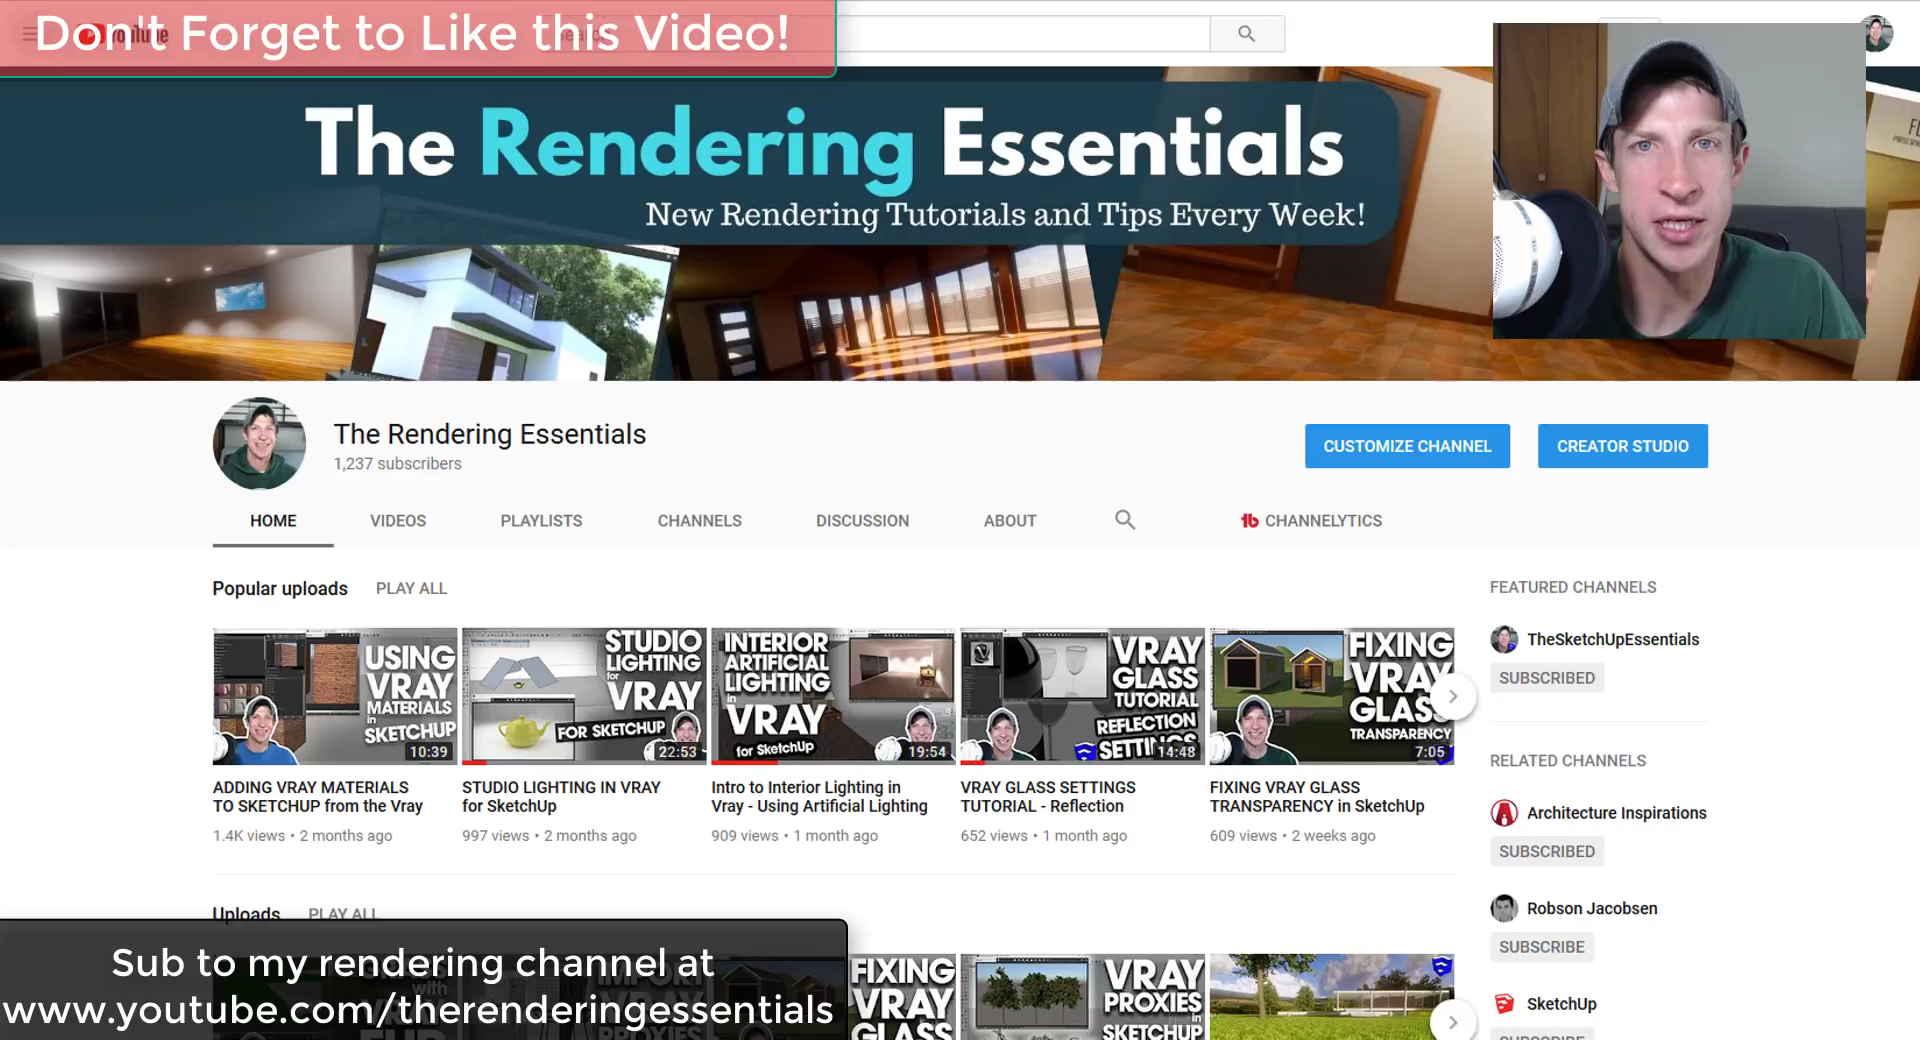 Don't Forget to Like this Video!
The Rendering Essentials
New Rendering Tutorials and Tips Every Week!
The Rendering Essentials
1,237 subscribers
CUSTOMIZE CHANNEL
CREATOR STUDIO
HOME
VIDEOS
PLAYLISTS
CHANNELS
DISCUSSION
ABOUT
CHANNELYTICS
Popular uploads
PLAY ALL
USING
VRAY
MATERIALS
in
SKETCHUP
10:39
ADDING VRAY MATERIALS
TO SKETCHUP from the Vray
1.4K views • 2 months ago
STUDIO
LIGHTING
for
VRAY
FOR SKETCHUP
22:53
STUDIO LIGHTING IN VRAY
for SketchUp
997 views • 2 months ago
INTERIOR
ARTIFICIAL
LIGHTING
in
VRAY
for SketchUp
19:54
Intro to Interior Lighting in
Vray - Using Artificial Lighting
909 views • 1 month ago
VRAY
GLASS
TUTORIAL
REFLECTION
SETTINGS
14:48
VRAY GLASS SETTINGS
TUTORIAL - Reflection
652 views • 1 month ago
FIXING
VRAY
GLASS
TRANSPARENCY
7:05
FIXING VRAY GLASS
TRANSPARENCY in SketchUp
609 views • 2 weeks ago
FEATURED CHANNELS
TheSketchUpEssentials
SUBSCRIBED
RELATED CHANNELS
Architecture Inspirations
SUBSCRIBED
Robson Jacobsen
SUBSCRIBE
SketchUp
SUBSCRIBE
Uploads
PLAY ALL
Sub to my rendering channel at
www.youtube.com/therenderingessentials
FIXING
VRAY
GLASS
VRAY
PROXIES
in
SKETCHUP